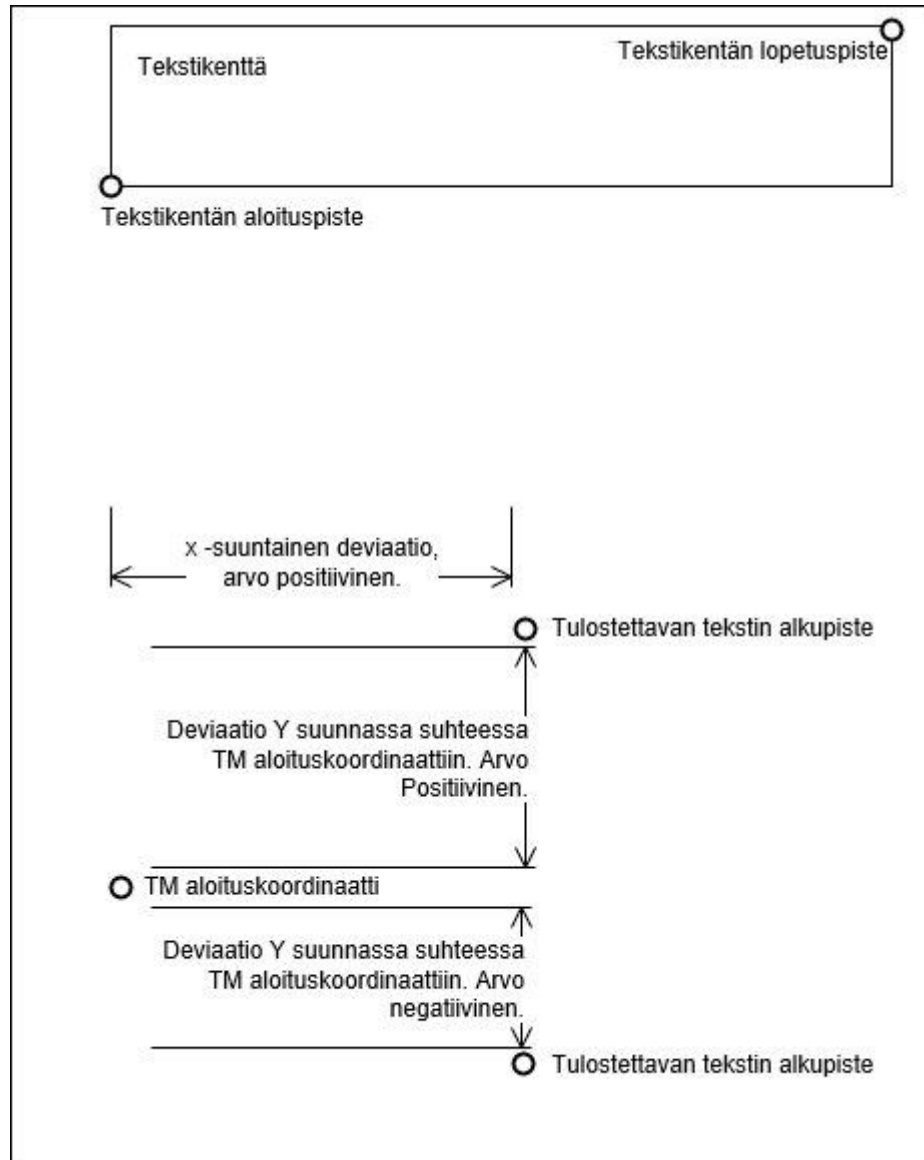 Tekstikentän lopetuspiste
Tekstikenttä
Tekstikentän aloituspiste
x -suuntainen deviaatio,
arvo positiivinen.
Tulostettavan tekstin alkupiste
Deviaatio Y suunnassa suhteessa
TM aloituskoordinaattiin. Arvo
Positiivinen.
TM aloituskoordinaatti
Deviaatio Y suunnassa suhteessa
TM aloituskoordinaattiin. Arvo
negatiivinen.
Tulostettavan tekstin alkupiste